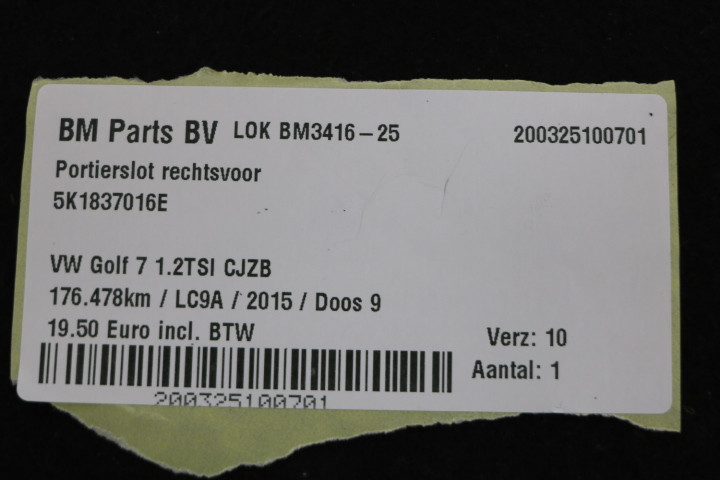 BM Parts BV LOK BM3416-25 200325100701
Portierslot rechtsvoor
5K1837016E
VW Golf 7 1.2TSI CJZB
176.478km / LC9A / 2015 / Doos 9
19.50 Euro incl. BTW Verz: 10
Aantal: 1
200325100701